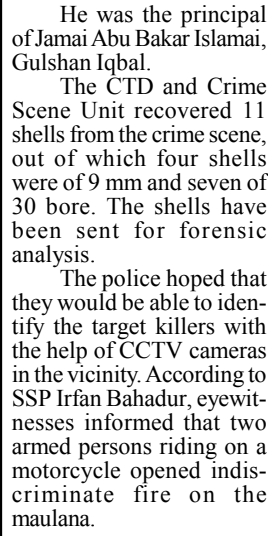 He was the principal
of Jamai Abu Bakar Islamai,
Gulshan Iqbal.
The CTD and Crime
Scene Unit recovered 11
shells from the crime scene,
out of which four shells
were of 9 mm and seven of
30 bore. The shells have
been sent for forensic
analysis.
The police hoped that
they would be able to iden-
tify the target killers with
the help of CCTV cameras
in the vicinity. According to
SSP Irfan Bahadur, eyewit-
nesses informed that two
armed persons riding on a
motorcycle opened indis-
criminate fire on the
maulana.